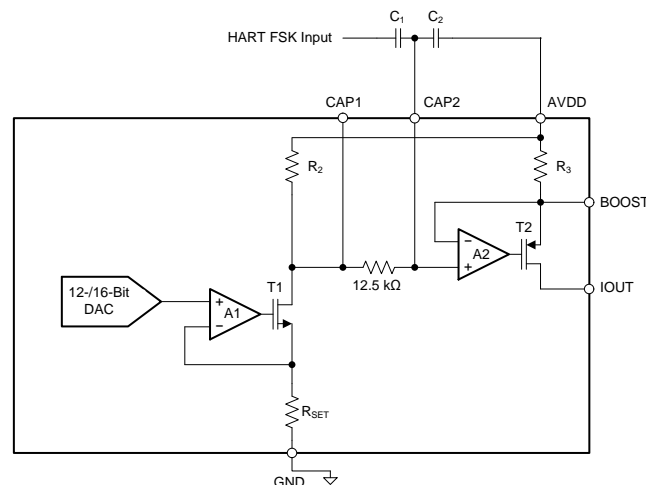 C1 C2
HART FSK Input
CAP1 CAP2 AVDD
R2 R3
BOOST
T2
A2
12-/16-Bit
DAC
T1
12.5 kΩ
IOUT
A1
RSET
GND
+
−
+
−